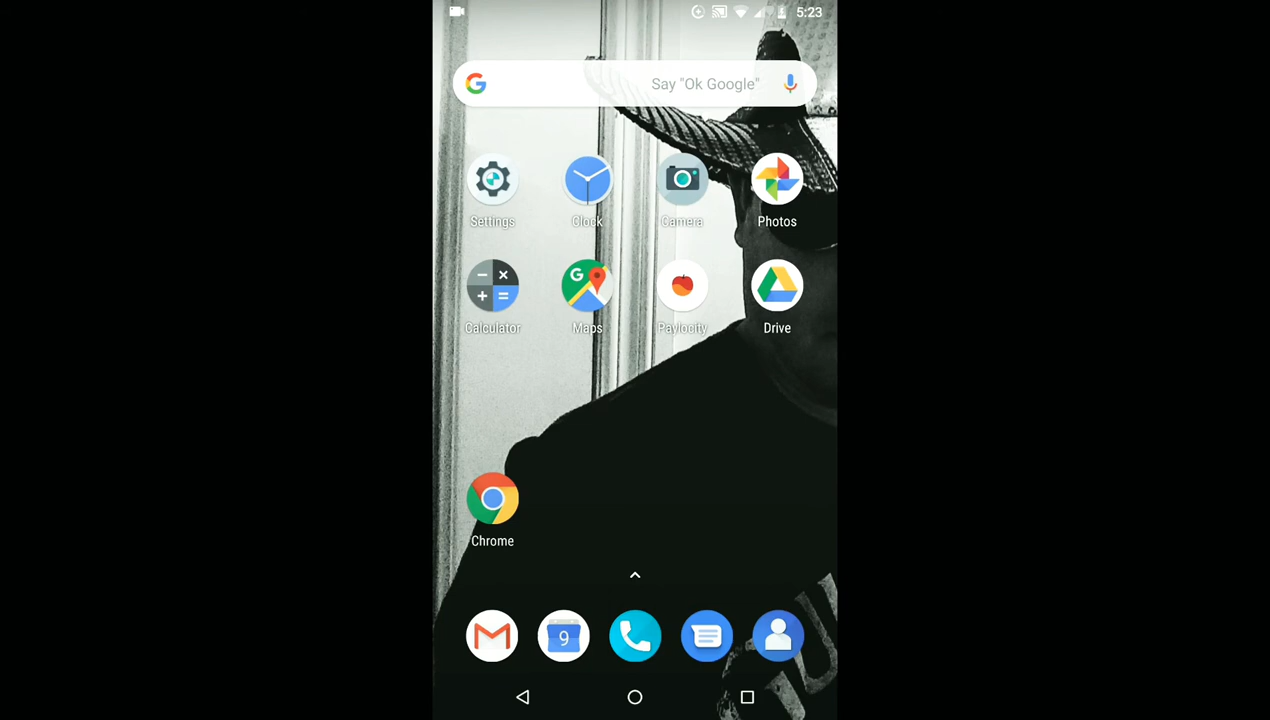 5:23
G Say "Ok Google"
Settings Clock Camera Photos
G
Calculator Maps Paylocity Drive
Chrome
9